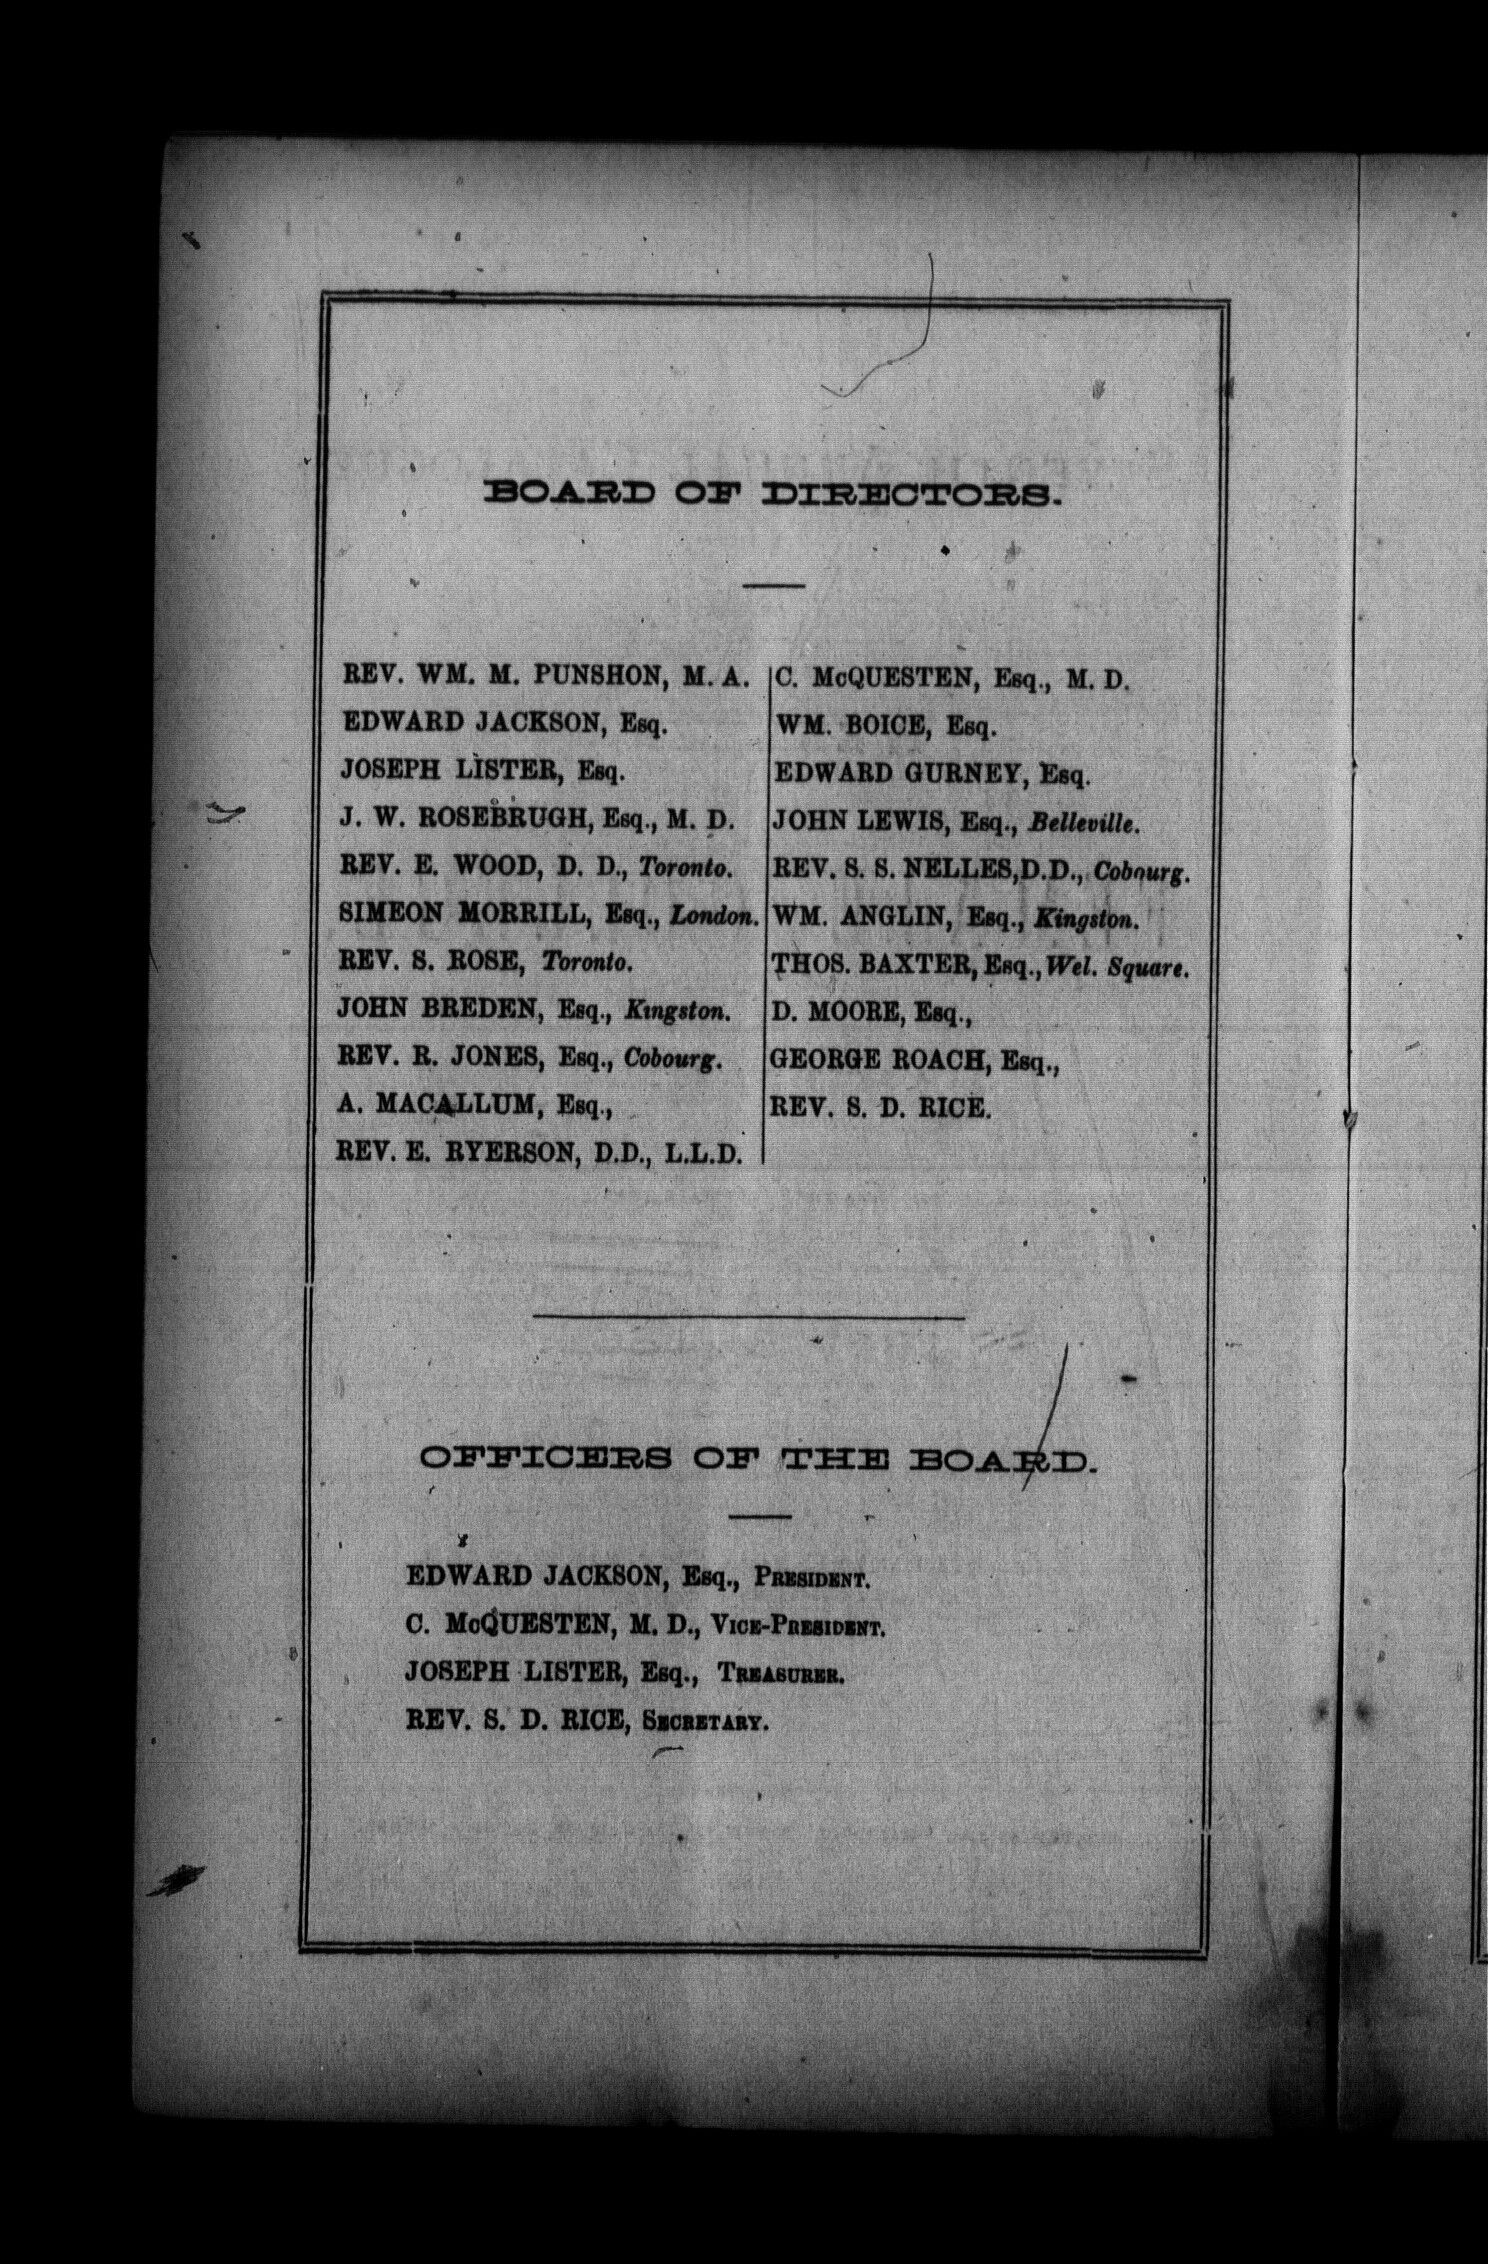 BOARD OF DIRECTORS.
REV. WM. M. PUNSHON, M. A.
EDWARD JACKSON, Esq.
JOSEPH LISTER, Esq.
J. W. ROSEBRUGH, Esq., M. D.
REV. E. WOOD, D. D., Toronto.
SIMEON MORRILL, Esq., London.
REV. S. ROSE, Toronto.
JOHN BREDEN, Esq., Kingston.
REV. R. JONES, Esq., Cobourg.
A. MACALLUM, Esq.,
REV. E. RYERSON, D.D., L.L.D.
C. McQUESTEN, Esq., M. D.
WM. BOICE, Esq.
EDWARD GURNEY, Esq.
JOHN LEWIS, Esq., Belleville.
REV. S. S. NELLES, D.D., Cobourg.
WM. ANGLIN, Esq., Kingston.
THOS. BAXTER, Esq., Wel. Square.
D. MOORE, Esq.,
GEORGE ROACH, Esq.,
REV. S. D. RICE.
OFFICERS OF THE BOARD.
EDWARD JACKSON, Esq., PRESIDENT.
C. McQUESTEN, M. D., VICE-PRESIDENT.
JOSEPH LISTER, Esq., TREASURER.
REV. S. D. RICE, SECRETARY.